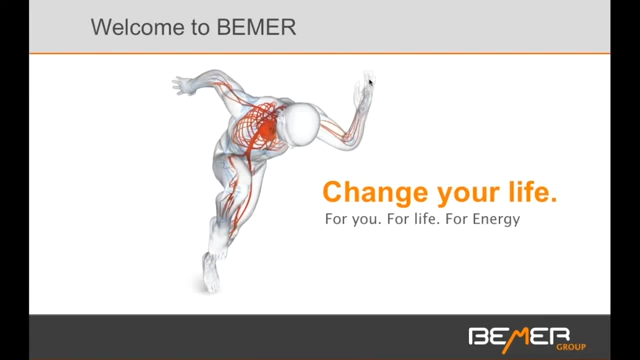 Welcome to BEMER
Change your life.
For you. For life. For Energy
BEMER
GROUP